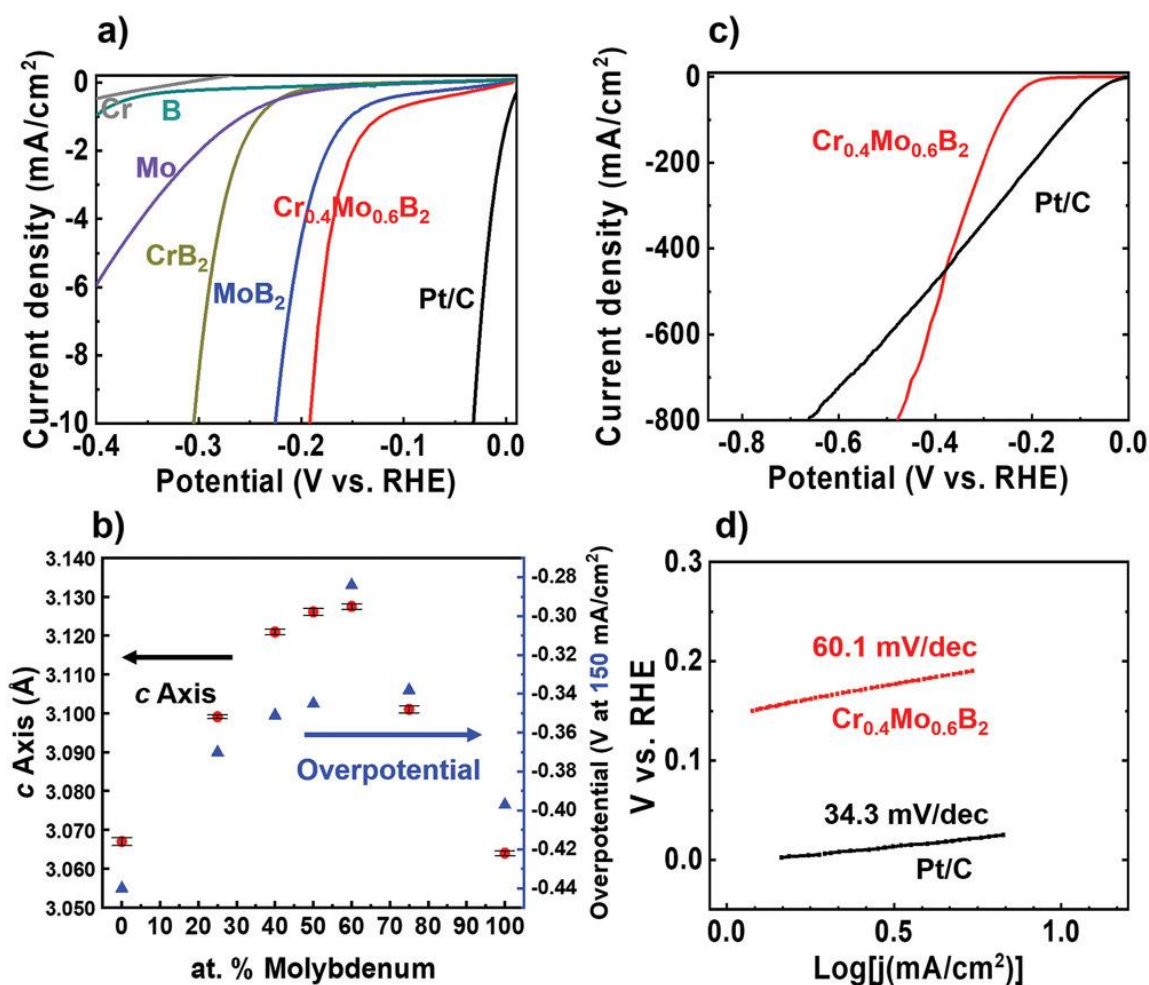 a)
Current density (mA/cm²)
0
-2
-4
-6
-8
-10
Cr
B
Mo
CrB₂
MoB₂
Cr₀.₄Mo₀.₆B₂
Pt/C
-0.4
-0.3
-0.2
-0.1
0.0
Potential (V vs. RHE)
c)
Current density (mA/cm²)
0
-200
-400
-600
-800
Cr₀.₄Mo₀.₆B₂
Pt/C
-0.8
-0.6
-0.4
-0.2
0.0
Potential (V vs. RHE)
b)
c Axis (Å)
3.140
3.130
3.120
3.110
3.100
3.090
3.080
3.070
3.060
3.050
c Axis
Overpotential
-0.28
-0.30
-0.32
-0.34
-0.36
-0.38
-0.40
-0.42
-0.44
Overpotential (V at 150 mA/cm²)
0 10 20 30 40 50 60 70 80 90 100
at. % Molybdenum
d)
V vs. RHE
0.3
0.2
0.1
0.0
60.1 mV/dec
Cr₀.₄Mo₀.₆B₂
34.3 mV/dec
Pt/C
0.0
0.5
1.0
Log[j(mA/cm²)]